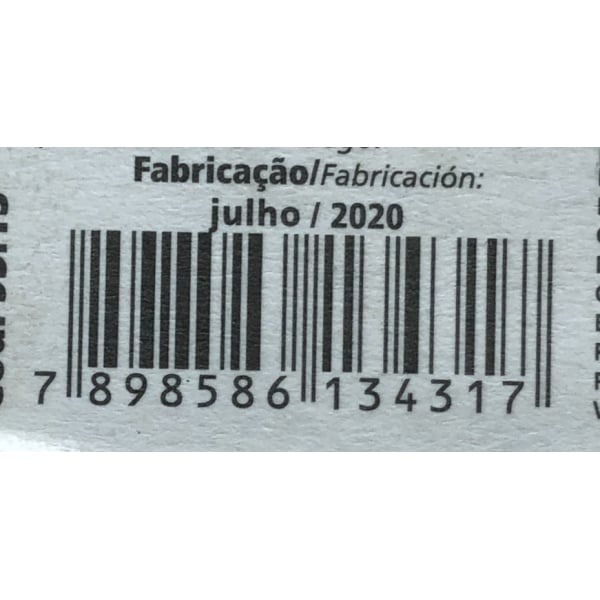 Fabricação/Fabricación:
julho / 2020
7 898586 134317